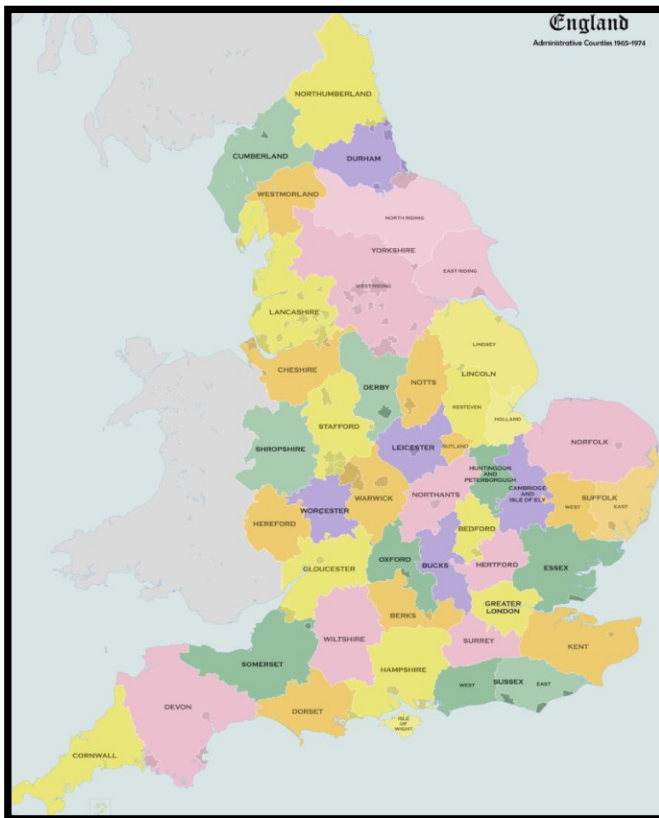 England
Administrative Counties 1965-1974
NORTHUMBERLAND
CUMBERLAND
DURHAM
WESTMORLAND
NORTH RIDING
YORKSHIRE
EAST RIDING
WEST RIDING
LANCASHIRE
LINDSEY
CHESHIRE
DERBY
NOTTS
LINCOLN
KESTEVEN
HOLLAND
STAFFORD
SHROPSHIRE
LEICESTER
RUTLAND
NORFOLK
HUNTINGDON
AND
PETERBOROUGH
CAMBRIDGE
AND
ISLE OF ELY
WARWICK
NORTHANTS
SUFFOLK
WEST
EAST
WORCESTER
HEREFORD
BEDFORD
OXFORD
BUCKS
HERTFORD
ESSEX
GLOUCESTER
GREATER
LONDON
BERKS
WILTSHIRE
SURREY
KENT
SOMERSET
HAMPSHIRE
WEST
SUSSEX
EAST
DEVON
DORSET
ISLE
OF
WIGHT
CORNWALL